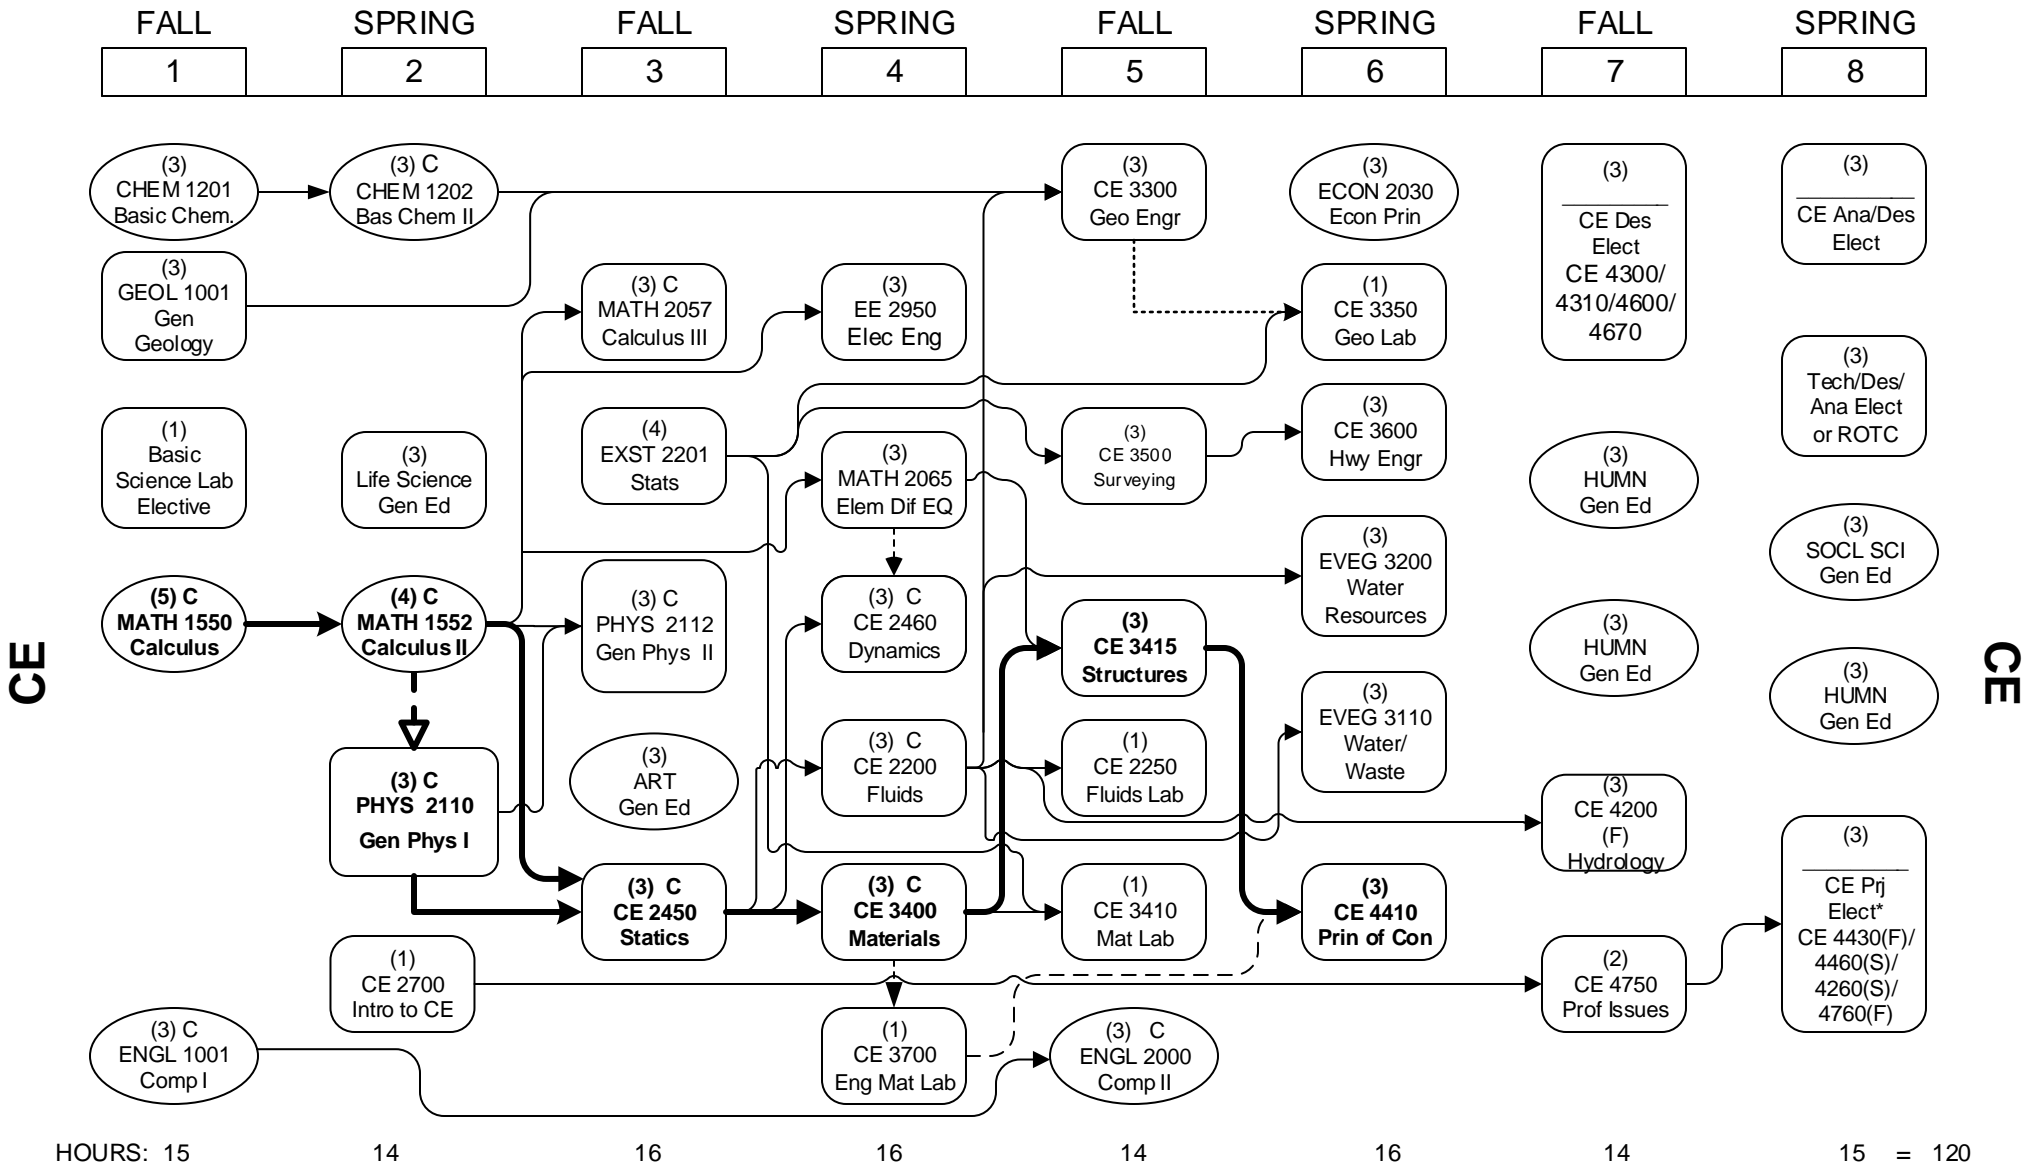 FALL
SPRING
FALL
SPRING
FALL
SPRING
FALL
SPRING
1
2
3
4
5
6
7
8
(3)
CHEM 1201
Basic Chem.
(3)
GEOL 1001
Gen
Geology
(1)
Basic
Science Lab
Elective
(5) C
MATH 1550
Calculus
(3) C
ENGL 1001
Comp I
(3) C
CHEM 1202
Bas Chem II
(3)
Life Science
Gen Ed
(4) C
MATH 1552
Calculus II
(3) C
PHYS 2110
Gen Phys I
(1)
CE 2700
Intro to CE
(3) C
MATH 2057
Calculus III
(4)
EXST 2201
Stats
(3) C
PHYS 2112
Gen Phys II
(3)
ART
Gen Ed
(3) C
CE 2450
Statics
(3)
EE 2950
Elec Eng
(3)
MATH 2065
Elem Dif EQ
(3) C
CE 2460
Dynamics
(3) C
CE 2200
Fluids
(3) C
CE 3400
Materials
(1)
CE 3700
Eng Mat Lab
(3)
CE 3300
Geo Engr
(3)
CE 3500
Surveying
(3)
CE 3415
Structures
(1)
CE 2250
Fluids Lab
(1)
CE 3410
Mat Lab
(3) C
ENGL 2000
Comp II
(3)
ECON 2030
Econ Prin
(1)
CE 3350
Geo Lab
(3)
CE 3600
Hwy Engr
(3)
EVEG 3200
Water
Resources
(3)
EVEG 3110
Water/
Waste
(3)
CE 4410
Prin of Con
(3)
__________
CE Des
Elect
CE 4300/
4310/4600/
4670
(3)
HUMN
Gen Ed
(3)
HUMN
Gen Ed
(3)
CE 4200
(F)
Hydrology
(2)
CE 4750
Prof Issues
(3)
__________
CE Ana/Des
Elect
(3)
Tech/Des/
Ana Elect
or ROTC
(3)
SOCL SCI
Gen Ed
(3)
HUMN
Gen Ed
(3)
__________
CE Prj
Elect*
CE 4430(F)/
4460(S)/
4260(S)/
4760(F)
CE
CE
HOURS: 15 14 16 16 14 16 14 15 = 120